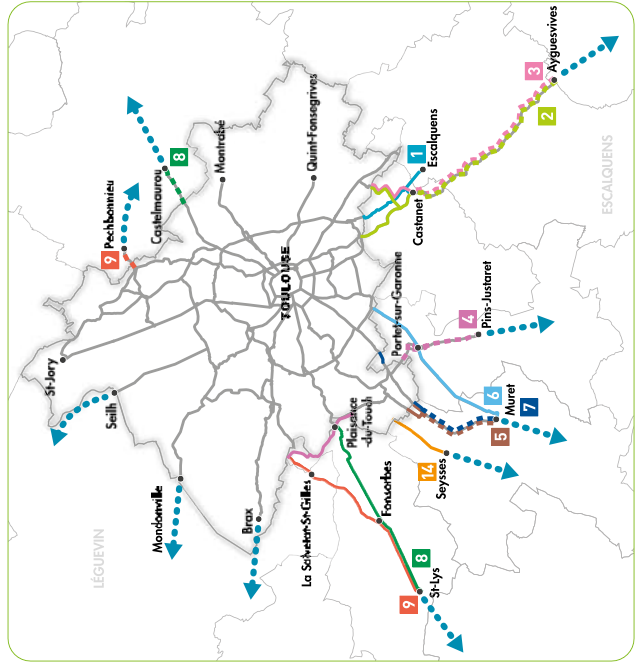 St-Jory
LÉGUEVIN
Pechbonnieu
9
Seilh
Castelmaurou
8
Mondonville
Montrabé
Brax
TOULOUSE
Quint-Fonsegrives
La Salvetat-St-Gilles
Plaisance
-du-Touch
Fonsorbes
Portet-sur-Garonne
Castanet
1
Escalquens
9
8
St-Lys
14
Seysses
4
Pins-Justaret
6
5
7
Muret
3
2
Ayguesvives
ESCALQUENS